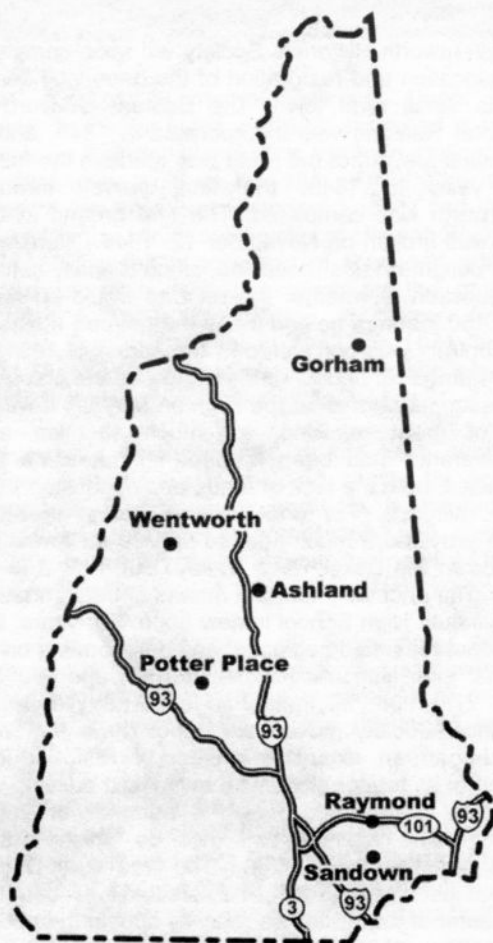 Gorham
Wentworth
Ashland
Potter Place
93
93
Raymond
101
93
Sandown
93
3